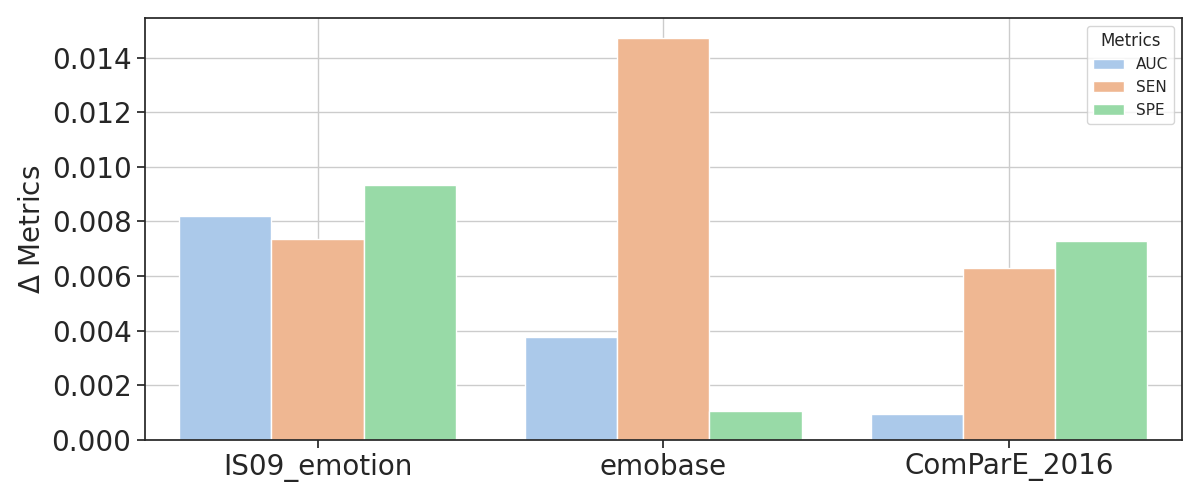 Metrics
AUC
SEN
SPE
Δ Metrics
0.014
0.012
0.010
0.008
0.006
0.004
0.002
0.000
IS09_emotion
emobase
ComParE_2016